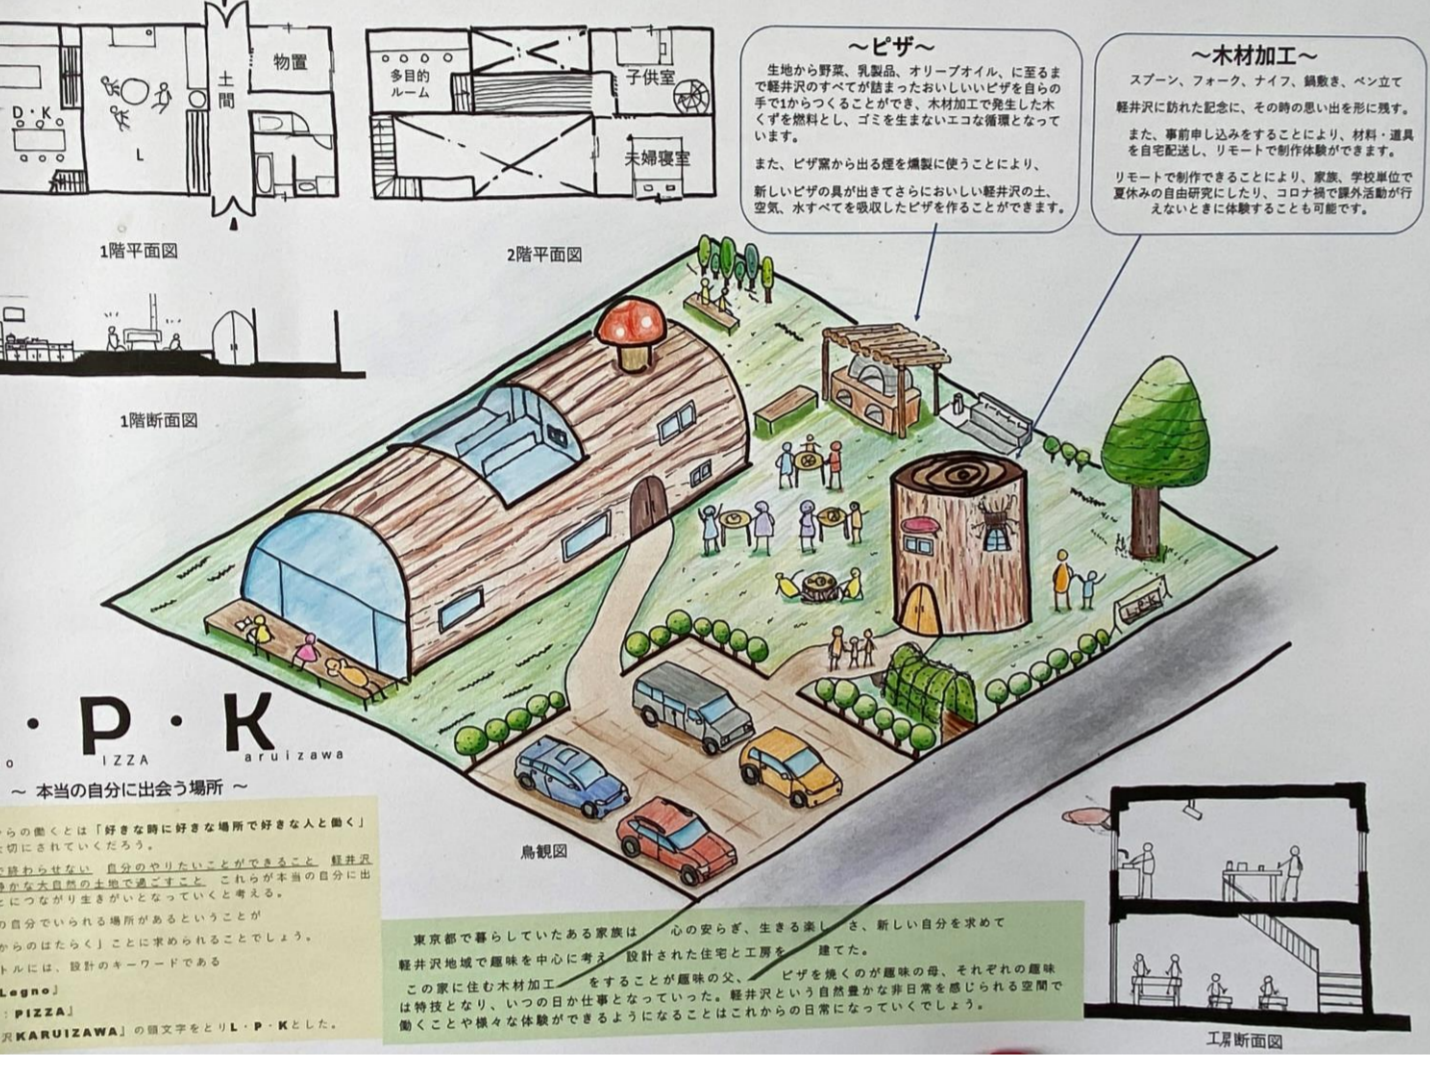 物置
土間
D・K
L
1階平面図
多目的
ルーム
子供室
夫婦寝室
2階平面図
～ピザ～
生地から野菜、乳製品、オリーブオイル、に至るま
で軽井沢のすべてが詰まったおいしいいピザを自らの
手で1からつくることができ、木材加工で発生した木
くずを燃料とし、ゴミを生まないエコな循環となって
います。
また、ピザ窯から出る煙を燻製に使うことにより、
新しいピザの具が出きてさらにおいしい軽井沢の土、
空気、水すべてを吸収したピザを作ることができます。
～木材加工～
スプーン、フォーク、ナイフ、鍋敷き、ペン立て
軽井沢に訪れた記念に、その時の思い出を形に残す。
また、事前申し込みをすることにより、材料・道具
を自宅配送し、リモートで制作体験ができます。
リモートで制作できることにより、家族、学校単位で
夏休みの自由研究にしたり、コロナ禍で課外活動が行
えないときに体験することも可能です。
1階断面図
L・P・K
・P・K
o IZZA aruizawa
～ 本当の自分に出会う場所 ～
らの働くとは「好きな時に好きな場所で好きな人と働く」
切にされていくだろう。
終わらせない 自分のやりたいことができること 軽井沢
かな大自然の土地で過ごすこと これらが本当の自分に出
とにつながり生きがいとなっていくと考える。
の自分でいられる場所があるということが
からのはたらく」ことに求められることでしょう。
トルには、設計のキーワードである
Legno』
：PIZZA』
沢KARUIZAWA』の頭文字をとりL・P・Kとした。
鳥観図
東京都で暮らしていたある家族は 心の安らぎ、生きる楽し さ、新しい自分を求めて
軽井沢地域で趣味を中心に考え 設計された住宅と工房を 建てた。
この家に住む木材加工 をすることが趣味の父、 ピザを焼くのが趣味の母、それぞれの趣味
は特技となり、いつの日か仕事となっていった。軽井沢という自然豊かな非日常を感じられる空間で
働くことや様々な体験ができるようになることはこれからの日常になっていくでしょう。
工房断面図